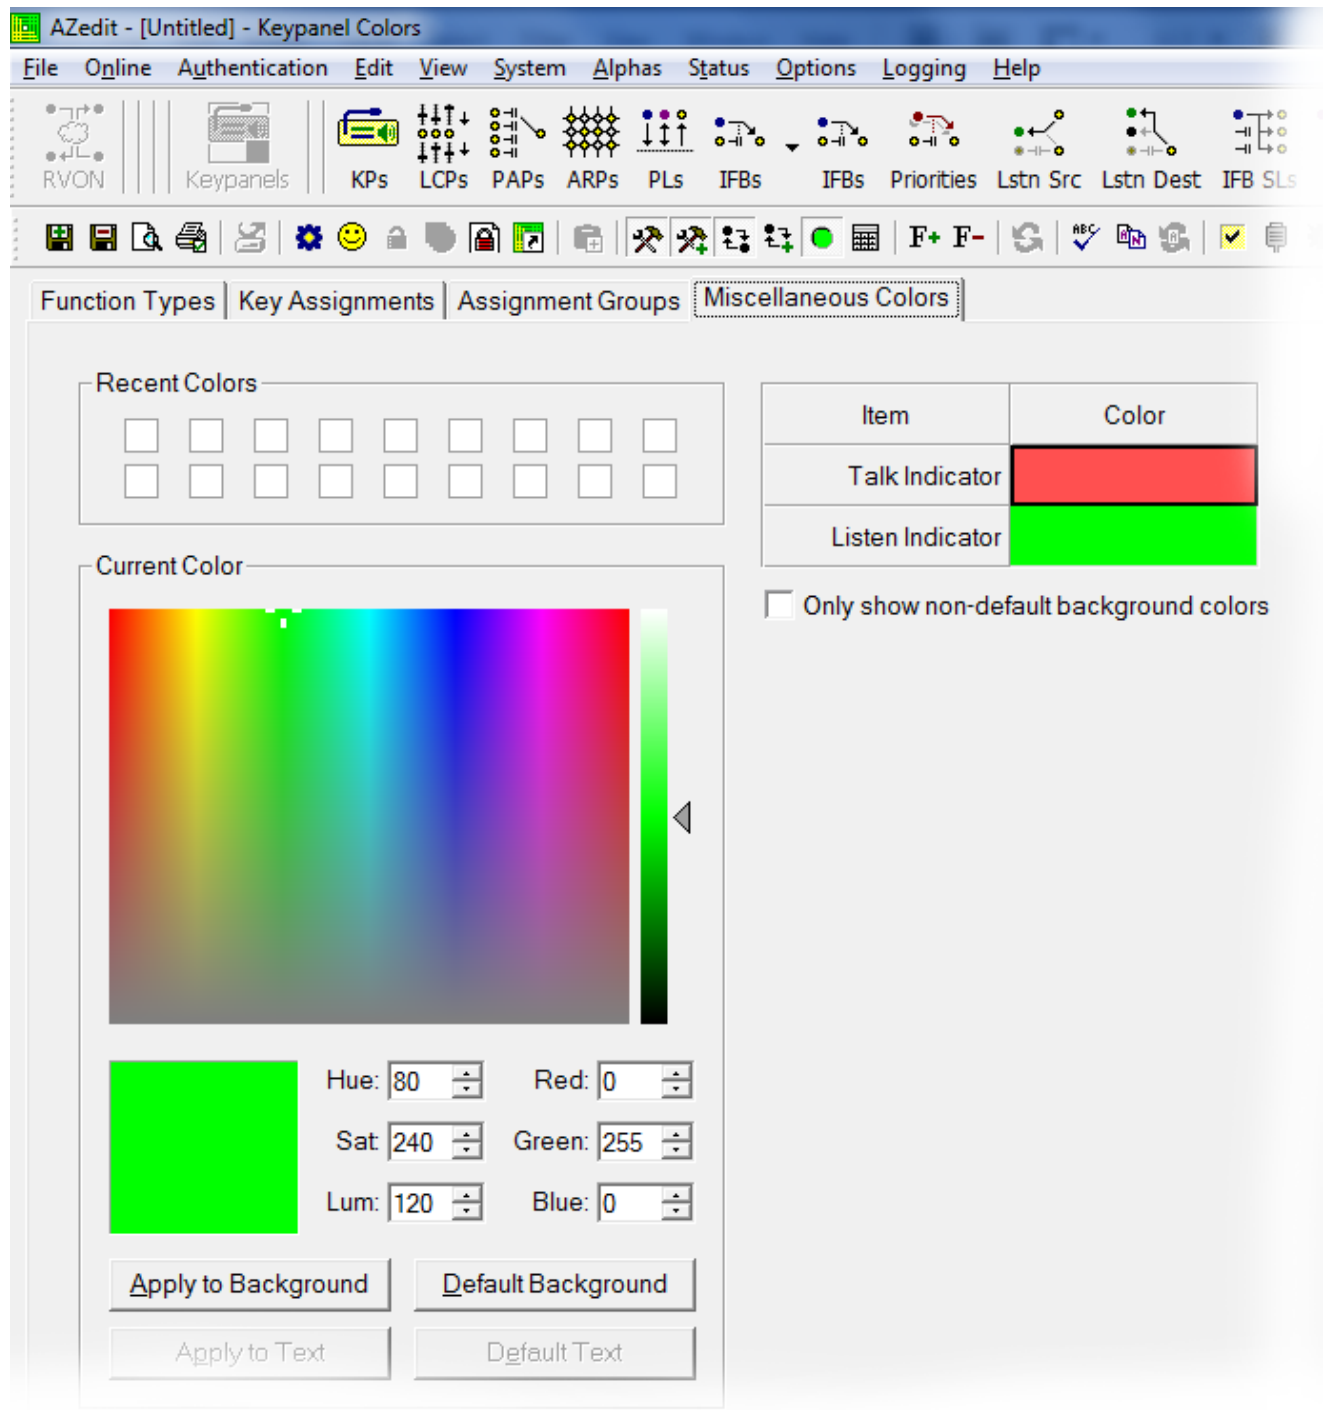 AZedit - [Untitled] - Keypanel Colors
File Online Authentication Edit View System Alphas Status Options Logging Help
RVON Keypanels KPs LCPs PAPs ARPs PLs IFBs IFBs Priorities Lstn Src Lstn Dest IFB SLs
F+ F- ABC
Function Types Key Assignments Assignment Groups Miscellaneous Colors
Recent Colors
Item Color
Talk Indicator
Listen Indicator
Only show non-default background colors
Current Color
Hue: 80 Red: 0
Sat: 240 Green: 255
Lum: 120 Blue: 0
Apply to Background Default Background
Apply to Text Default Text